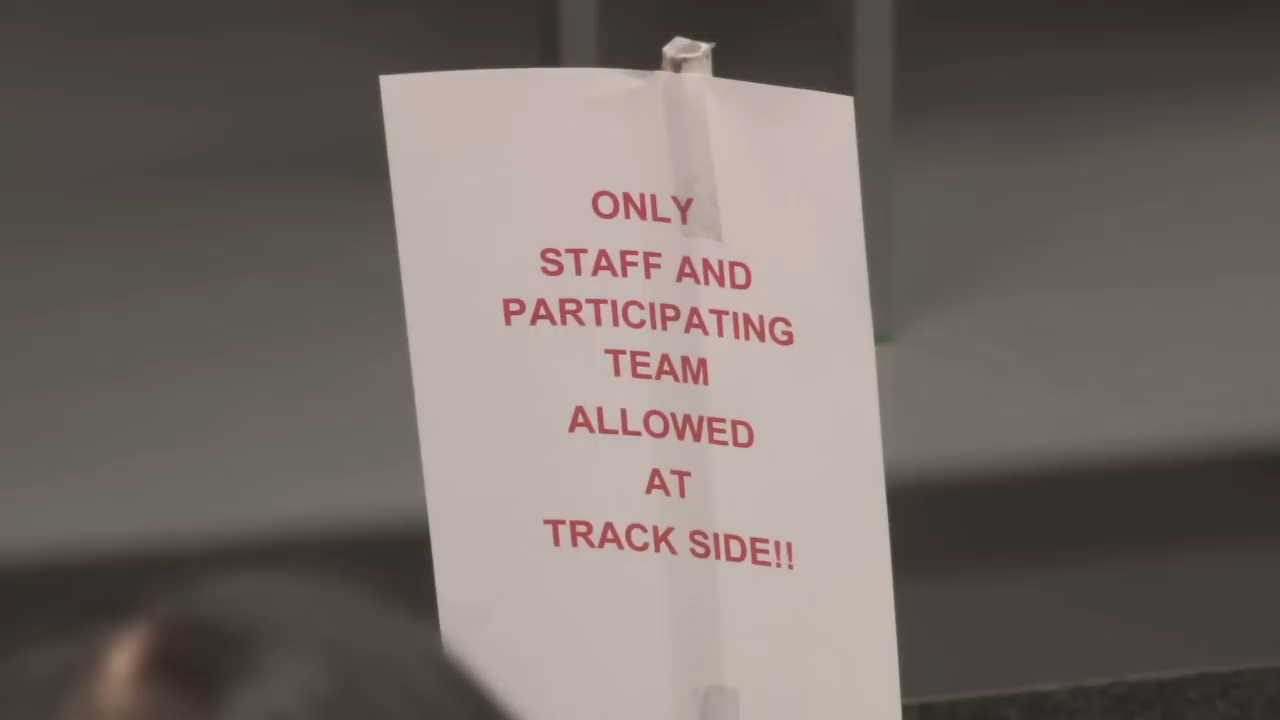 ONLY
STAFF AND
PARTICIPATING
TEAM
ALLOWED
AT
TRACK SIDE!!